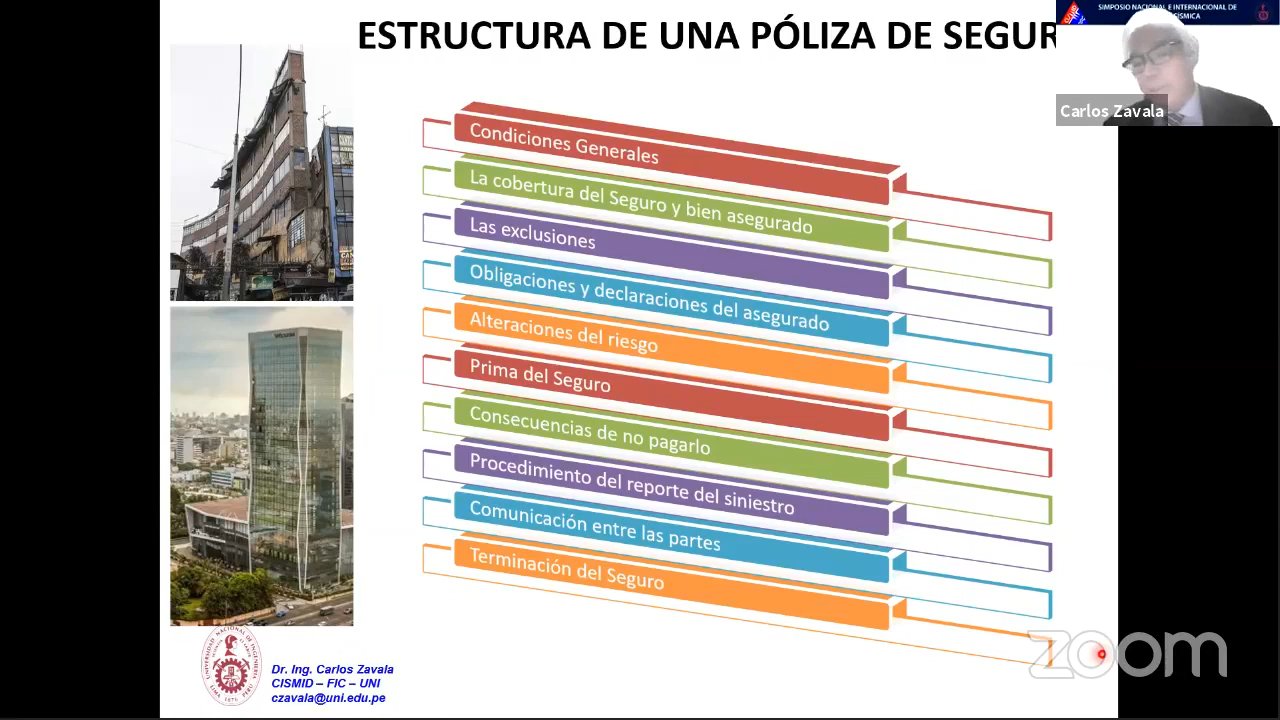 ESTRUCTURA DE UNA PÓLIZA DE SEGUR
SIMPOSIO NACIONAL E INTERNACIONAL DE
Carlos Zavala
Condiciones Generales
La cobertura del Seguro y bien asegurado
Las exclusiones
Obligaciones y declaraciones del asegurado
Alteraciones del riesgo
Prima del Seguro
Consecuencias de no pagarlo
Procedimiento del reporte del siniestro
Comunicación entre las partes
Terminación del Seguro
Dr. Ing. Carlos Zavala
CISMID – FIC – UNI
czavala@uni.edu.pe
zoom